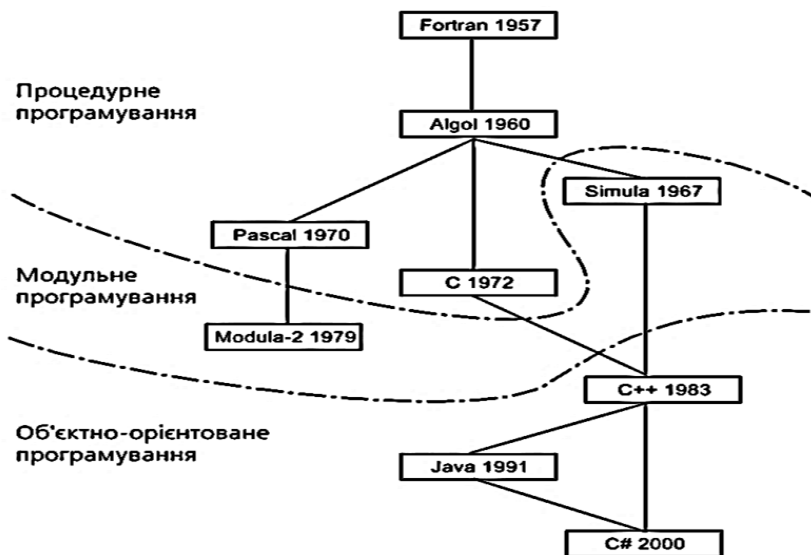 Fortran 1957
Процедурне
програмування
Algol 1960
Simula 1967
Pascal 1970
Модульне
програмування
C 1972
Modula-2 1979
C++ 1983
Об'єктно-орієнтоване
програмування
Java 1991
C# 2000